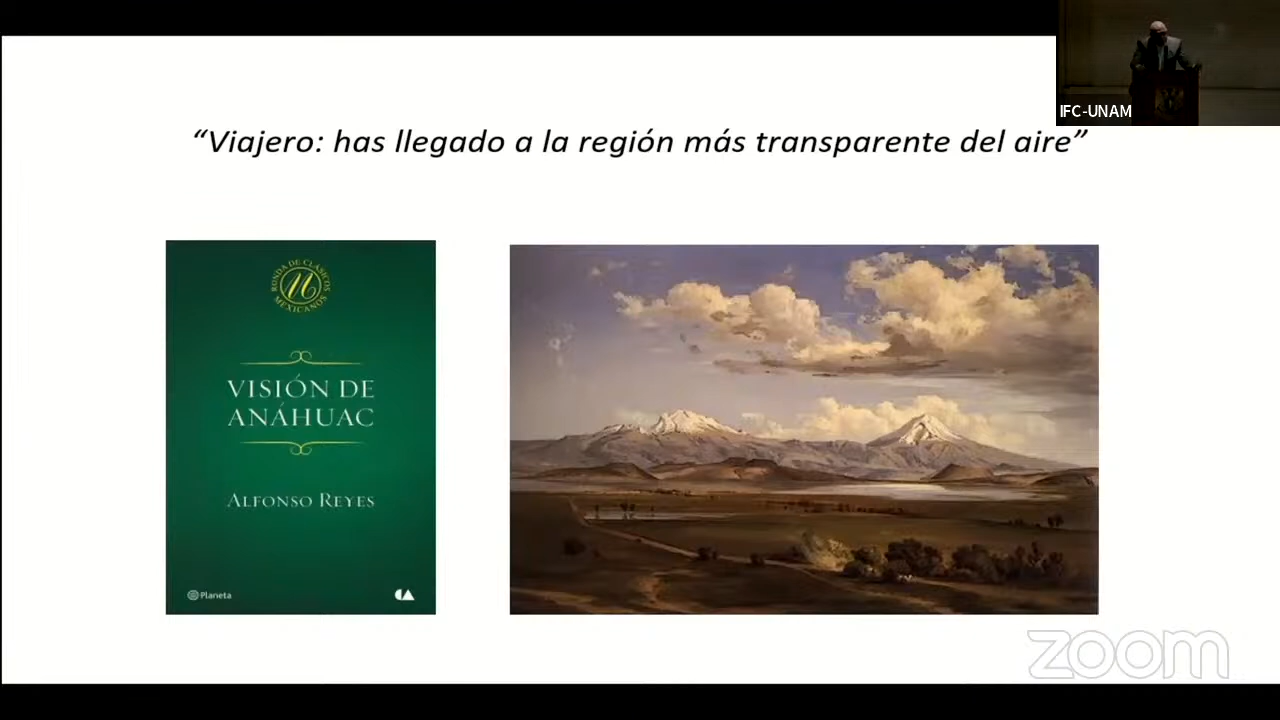 IFC-UNAM
“Viajero: has llegado a la región más transparente del aire”
RONDA DE CLÁSICOS
MEXICANOS
VISIÓN DE
ANÁHUAC
ALFONSO REYES
Planeta
zoom